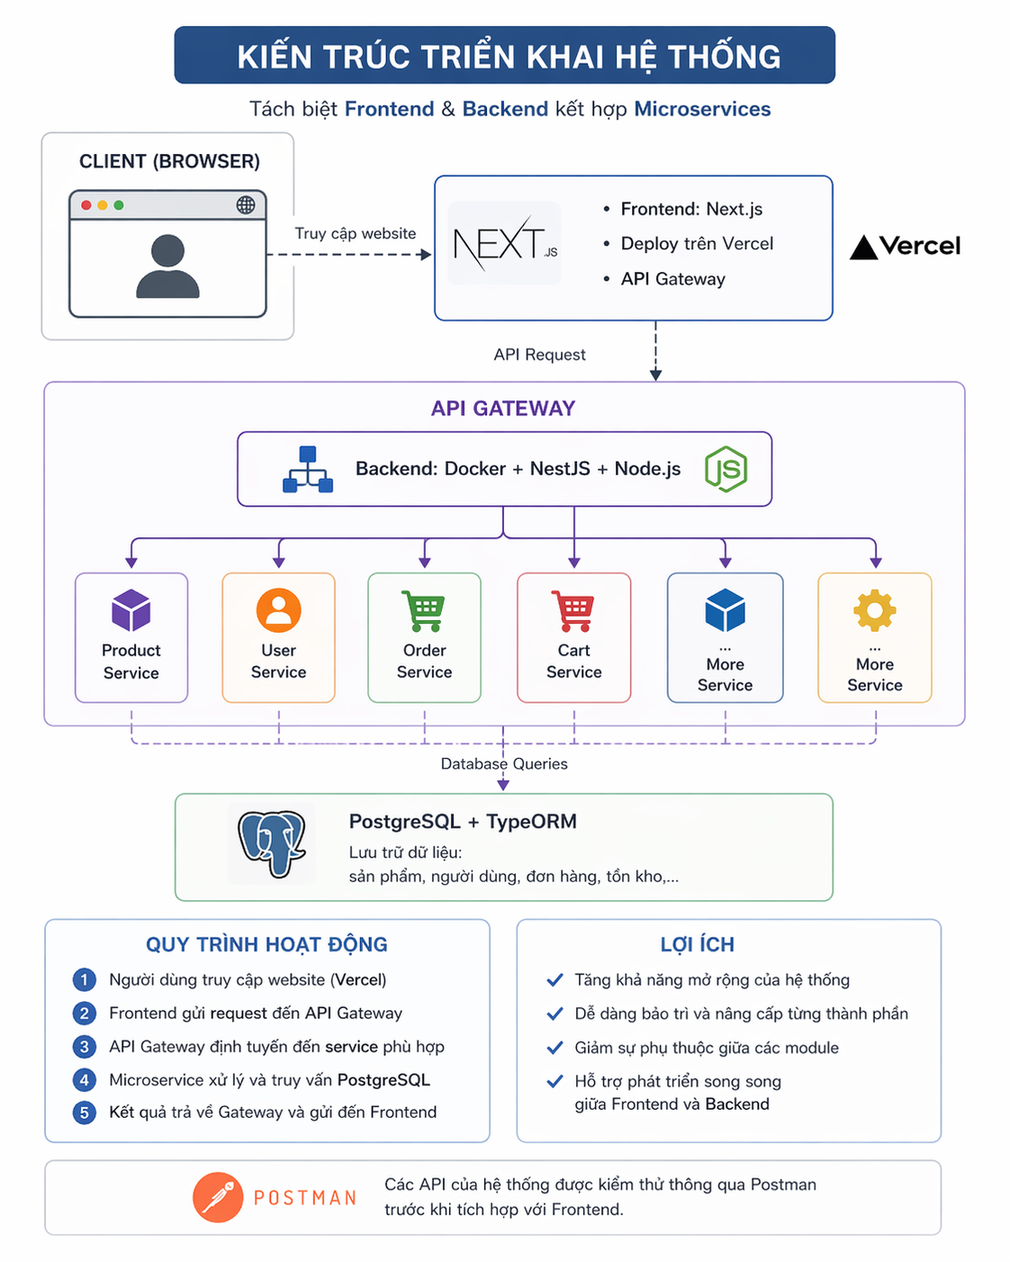 KIẾN TRÚC TRIỂN KHAI HỆ THỐNG
Tách biệt Frontend & Backend kết hợp Microservices
CLIENT (BROWSER)
Truy cập website
NEXT.JS
• Frontend: Next.js
• Deploy trên Vercel
• API Gateway
Vercel
API Request
API GATEWAY
Backend: Docker + NestJS + Node.js
JS
Product
Service
User
Service
Order
Service
Cart
Service
...
More
Service
...
More
Service
Database Queries
PostgreSQL + TypeORM
Lưu trữ dữ liệu:
sản phẩm, người dùng, đơn hàng, tồn kho,...
QUY TRÌNH HOẠT ĐỘNG
1 Người dùng truy cập website (Vercel)
2 Frontend gửi request đến API Gateway
3 API Gateway định tuyến đến service phù hợp
4 Microservice xử lý và truy vấn PostgreSQL
5 Kết quả trả về Gateway và gửi đến Frontend
LỢI ÍCH
✓ Tăng khả năng mở rộng của hệ thống
✓ Dễ dàng bảo trì và nâng cấp từng thành phần
✓ Giảm sự phụ thuộc giữa các module
✓ Hỗ trợ phát triển song song
giữa Frontend và Backend
POSTMAN
Các API của hệ thống được kiểm thử thông qua Postman
trước khi tích hợp với Frontend.